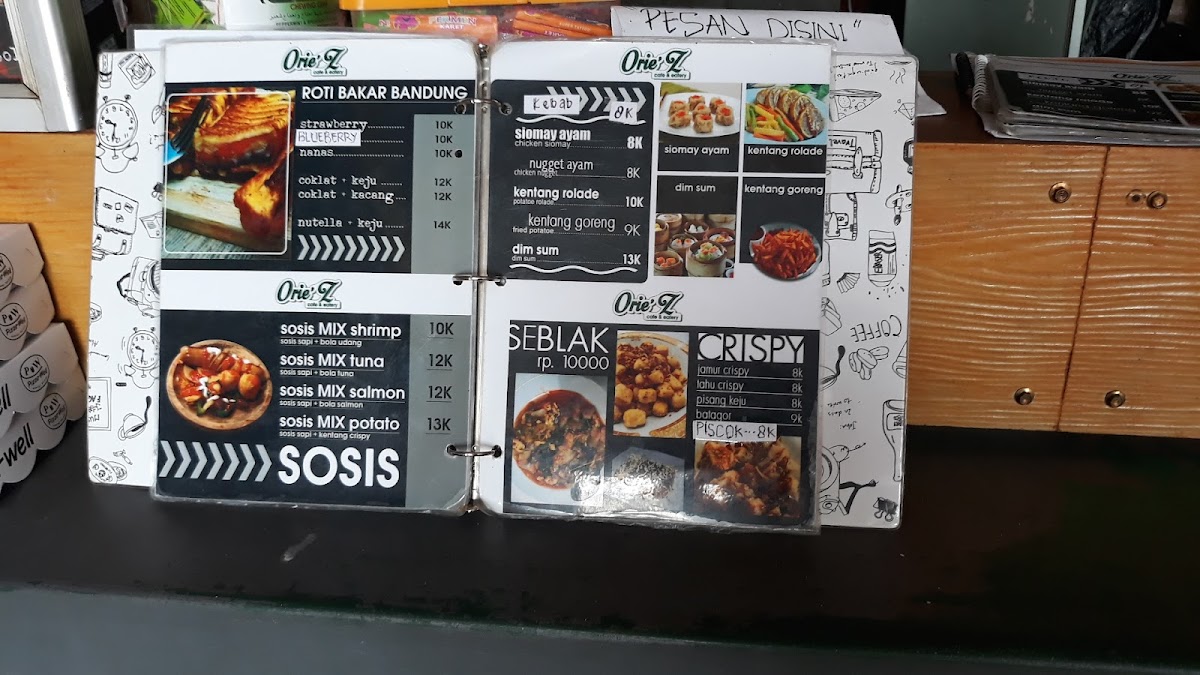 "PESAN DISINI"
Orie'Z
cafe & eatery
ROTI BAKAR BANDUNG
strawberry 10K
BLUEBERRY 10K
nanas 10K
coklat + keju 12K
coklat + kacang 12K
nutella + keju 14K
Orie'Z
cafe & eatery
sosis MIX shrimp 10K
sosis sapi + bola udang
sosis MIX tuna 12K
sosis sapi + bola tuna
sosis MIX salmon 12K
sosis sapi + bola salmon
sosis MIX potato 13K
sosis sapi + kentang crispy
SOSIS
Orie'Z
cafe & eatery
Kebab 8K
siomay ayam 8K
chicken siomay
nugget ayam 8K
chicken nugget
kentang rolade 10K
potatoe rolade
kentang goreng 9K
fried potatoe
dim sum 13K
dim sum
siomay ayam
kentang rolade
dim sum
kentang goreng
Orie'Z
cafe & eatery
SEBLAK
rp. 10000
CRISPY
jamur crispy 8k
tahu crispy 8k
pisang keju 8k
batagor 9k
PISCOK...8K
COFFEE
Travel
Orie'Z
-well